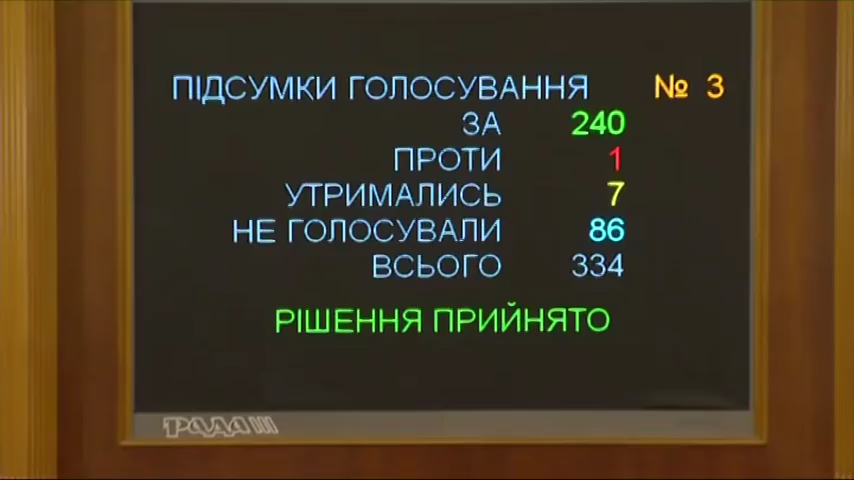 ПІДСУМКИ ГОЛОСУВАННЯ № 3
ЗА 240
ПРОТИ 1
УТРИМАЛИСЬ 7
НЕ ГОЛОСУВАЛИ 86
ВСЬОГО 334
РІШЕННЯ ПРИЙНЯТО
РАДА